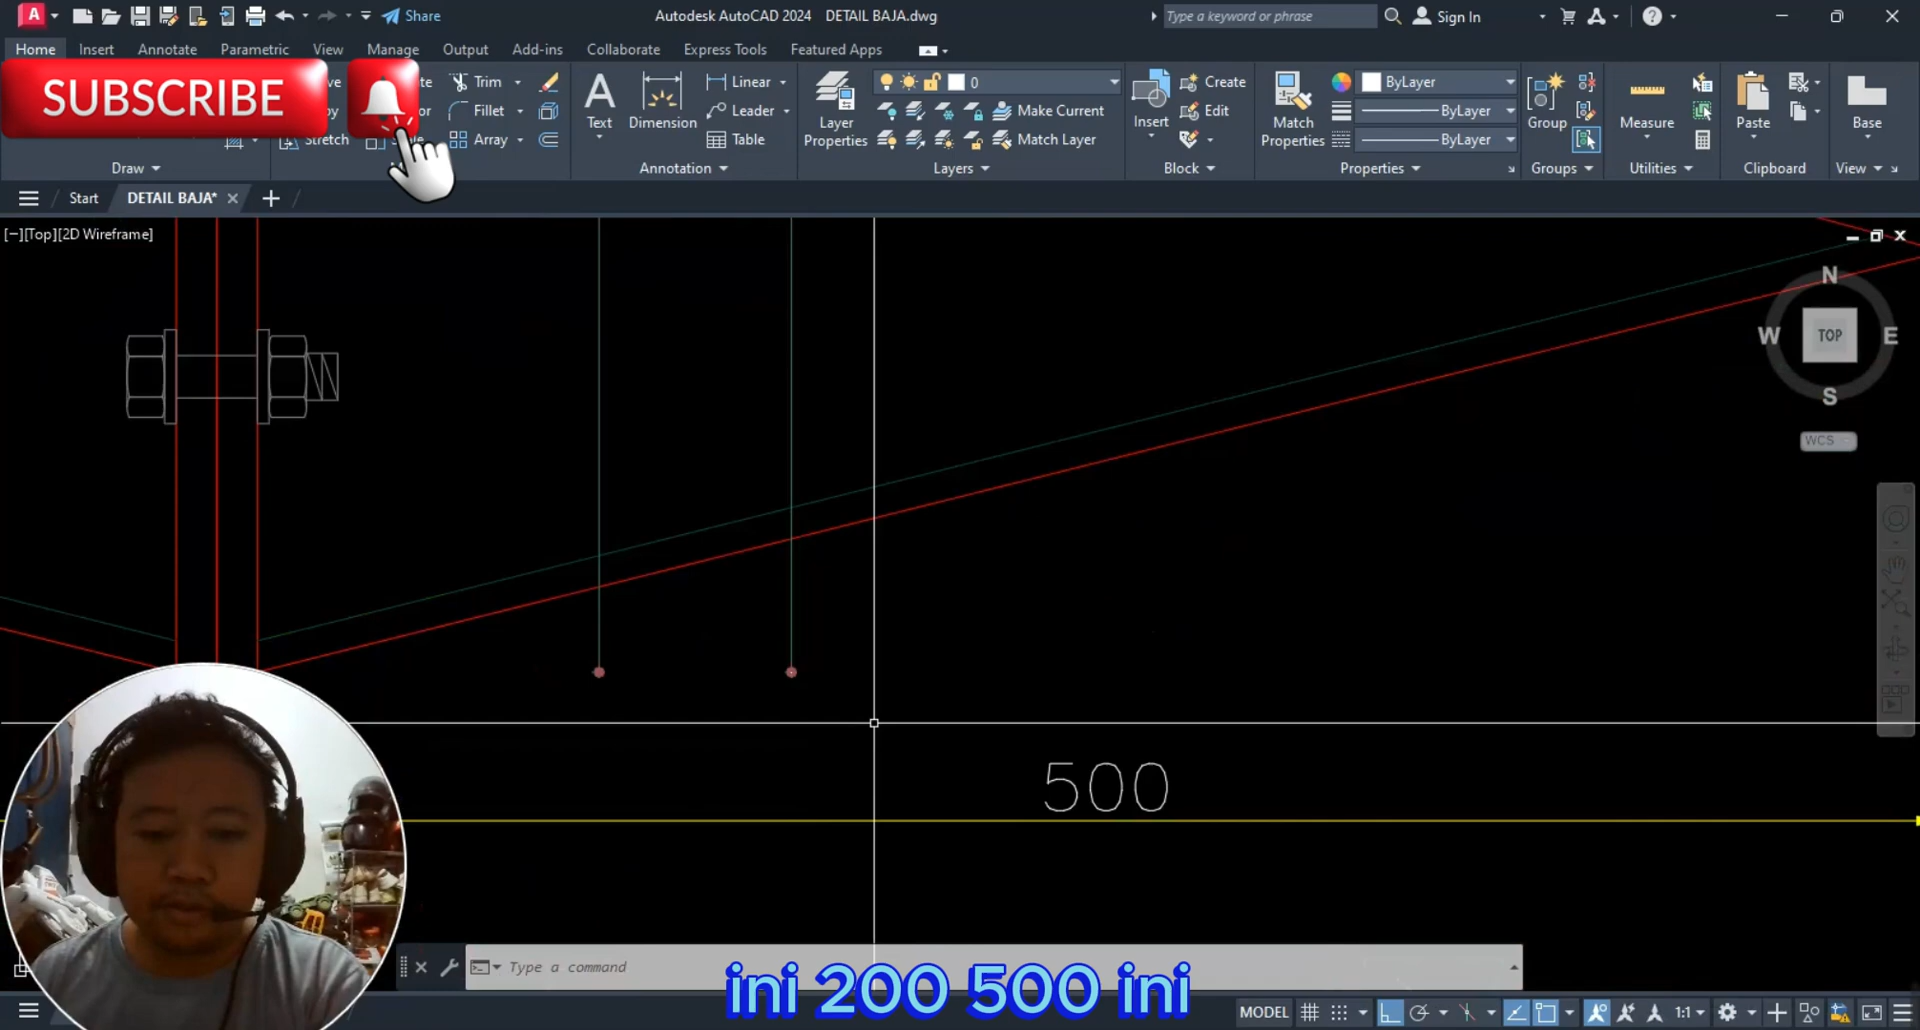 Share
Autodesk AutoCAD 2024 DETAIL BAJA.dwg
Type a keyword or phrase
Sign In
Home Insert Annotate Parametric View Manage Output Add-ins Collaborate Express Tools Featured Apps
SUBSCRIBE
Trim
Fillet
Stretch
Array
Draw
Text
Dimension
Linear
Leader
Table
Annotation
Layer
Properties
0
Make Current
Match Layer
Layers
Insert
Create
Edit
Block
Match
Properties
ByLayer
ByLayer
ByLayer
Properties
Group
Groups
Measure
Utilities
Paste
Clipboard
Base
View
Start
DETAIL BAJA*
[−][Top][2D Wireframe]
N
W TOP E
S
WCS
500
Type a command
ini 200 500 ini
MODEL
1:1